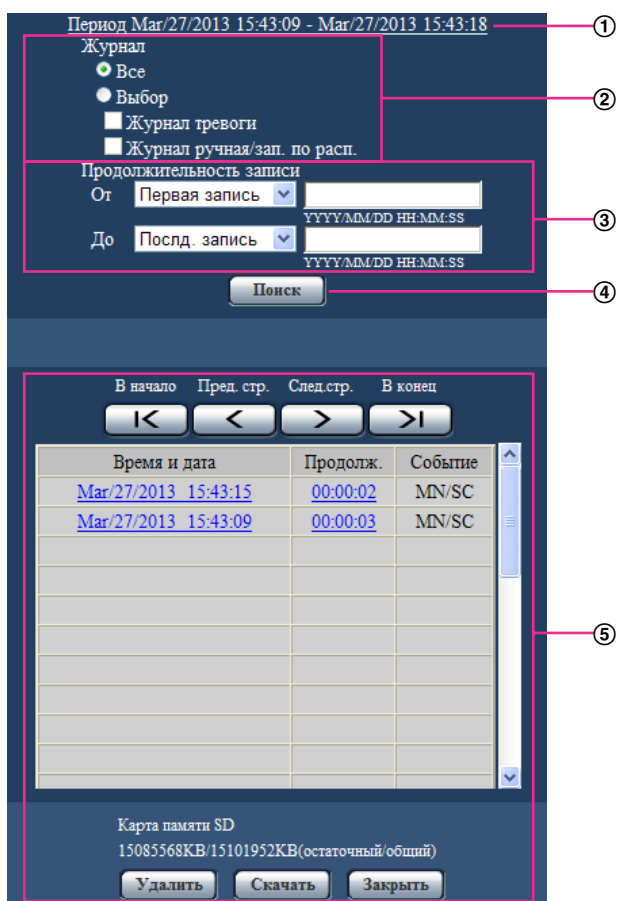 Период Mar/27/2013 15:43:09 - Mar/27/2013 15:43:18
①
Журнал
Все
②
Выбор
Журнал тревоги
Журнал ручная/зап. по расп.
Продолжительность записи
От Первая запись
YYYY/MM/DD HH:MM:SS
③
До Послд. запись
YYYY/MM/DD HH:MM:SS
Поиск
④
В начало Пред. стр. След.стр. В конец
Время и дата Продолж. Событие
Mar/27/2013 15:43:15 00:00:02 MN/SC
Mar/27/2013 15:43:09 00:00:03 MN/SC
⑤
Карта памяти SD
15085568KB/15101952KB(остаточный/общий)
Удалить Скачать Закрыть